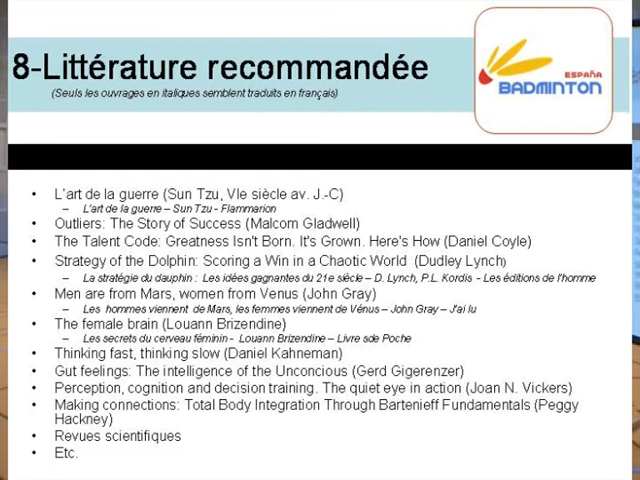 8-Littérature recommandée
(Seuls les ouvrages en italiques semblent traduits en français)
ESPAÑA
BADMINTON
• L'art de la guerre (Sun Tzu, VIe siècle av. J.-C)
– L'art de la guerre – Sun Tzu - Flammarion
• Outliers: The Story of Success (Malcom Gladwell)
• The Talent Code: Greatness Isn't Born. It's Grown. Here's How (Daniel Coyle)
• Strategy of the Dolphin: Scoring a Win in a Chaotic World (Dudley Lynch)
– La stratégie du dauphin : Les idées gagnantes du 21e siècle – D. Lynch, P.L. Kordis - Les éditions de l'homme
• Men are from Mars, women from Venus (John Gray)
– Les hommes viennent de Mars, les femmes viennent de Vénus – John Gray – J'ai lu
• The female brain (Louann Brizendine)
– Les secrets du cerveau féminin - Louann Brizendine – Livre sde Poche
• Thinking fast, thinking slow (Daniel Kahneman)
• Gut feelings: The intelligence of the Unconcious (Gerd Gigerenzer)
• Perception, cognition and decision training. The quiet eye in action (Joan N. Vickers)
• Making connections: Total Body Integration Through Bartenieff Fundamentals (Peggy
Hackney)
• Revues scientifiques
• Etc.